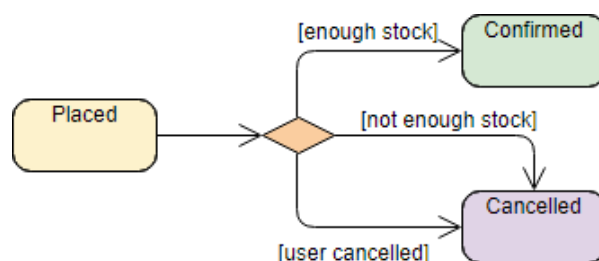 [enough stock]
Confirmed
Placed
[not enough stock]
Cancelled
[user cancelled]